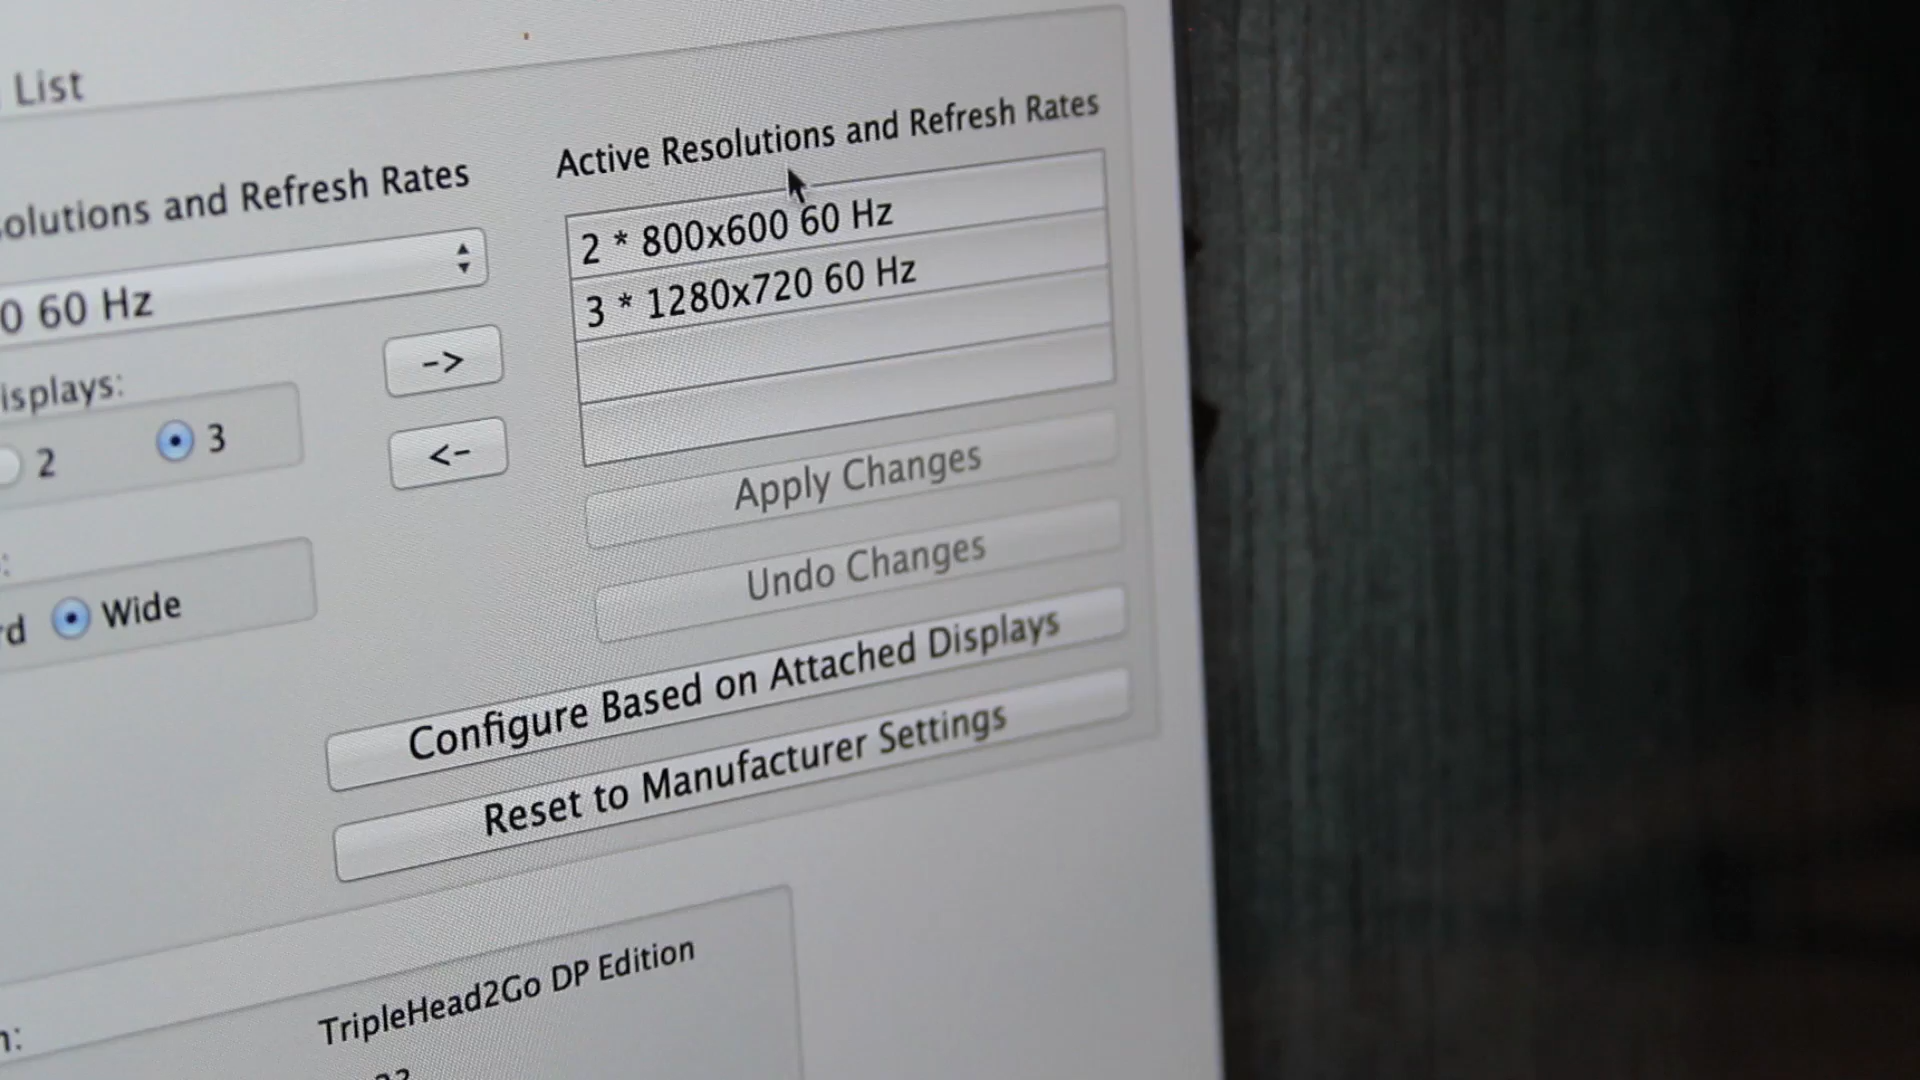 List
olutions and Refresh Rates
0 60 Hz
isplays:
2
3
:
rd
Wide
->
<-
Active Resolutions and Refresh Rates
2 * 800x600 60 Hz
3 * 1280x720 60 Hz
Apply Changes
Undo Changes
Configure Based on Attached Displays
Reset to Manufacturer Settings
TripleHead2Go DP Edition
n: